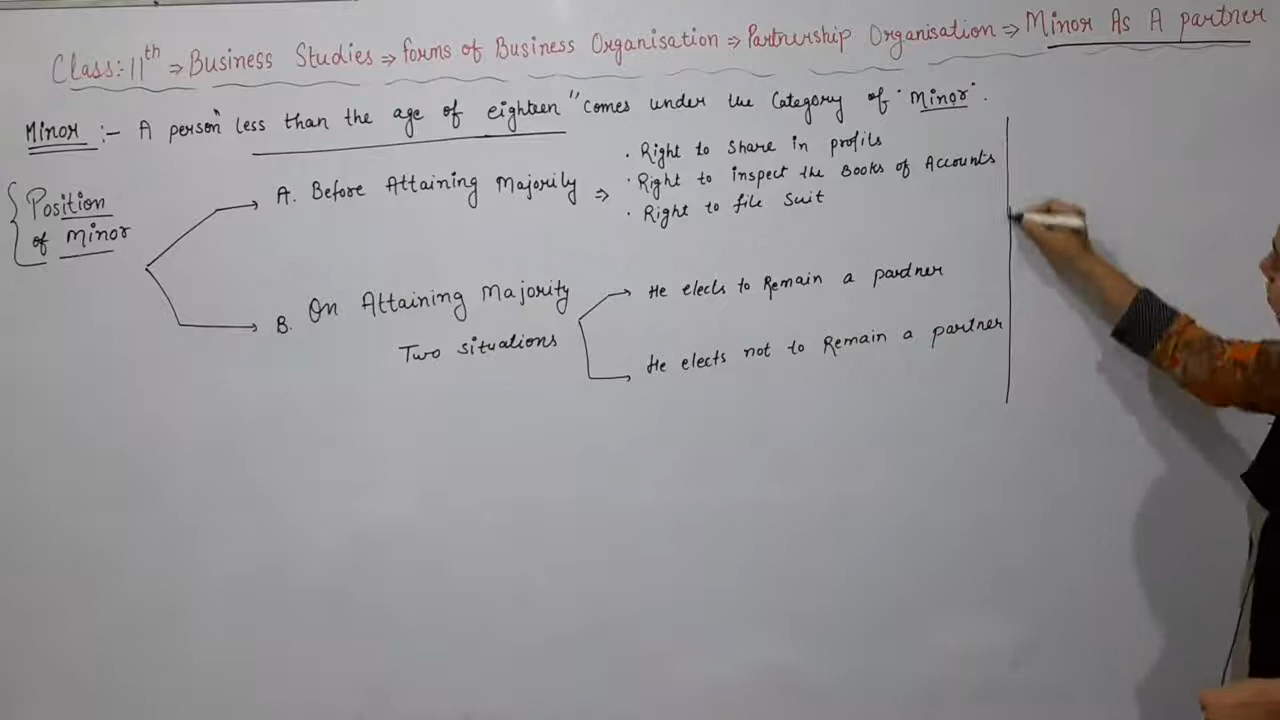 Class:11th ⇒ Business Studies ⇒ forms of Business Organisation ⇒ Partnership Organisation ⇒ Minor As A partner
Minor :- A person less than the age of eighteen" Comes under the Category of "Minor".
Position
of Minor
A. Before Attaining Majority ⇒
· Right to Share in profits
· Right to inspect the Books of Accounts
· Right to file Suit
B. On Attaining Majority
Two situations
He elects to Remain a partner
He elects not to Remain a partner